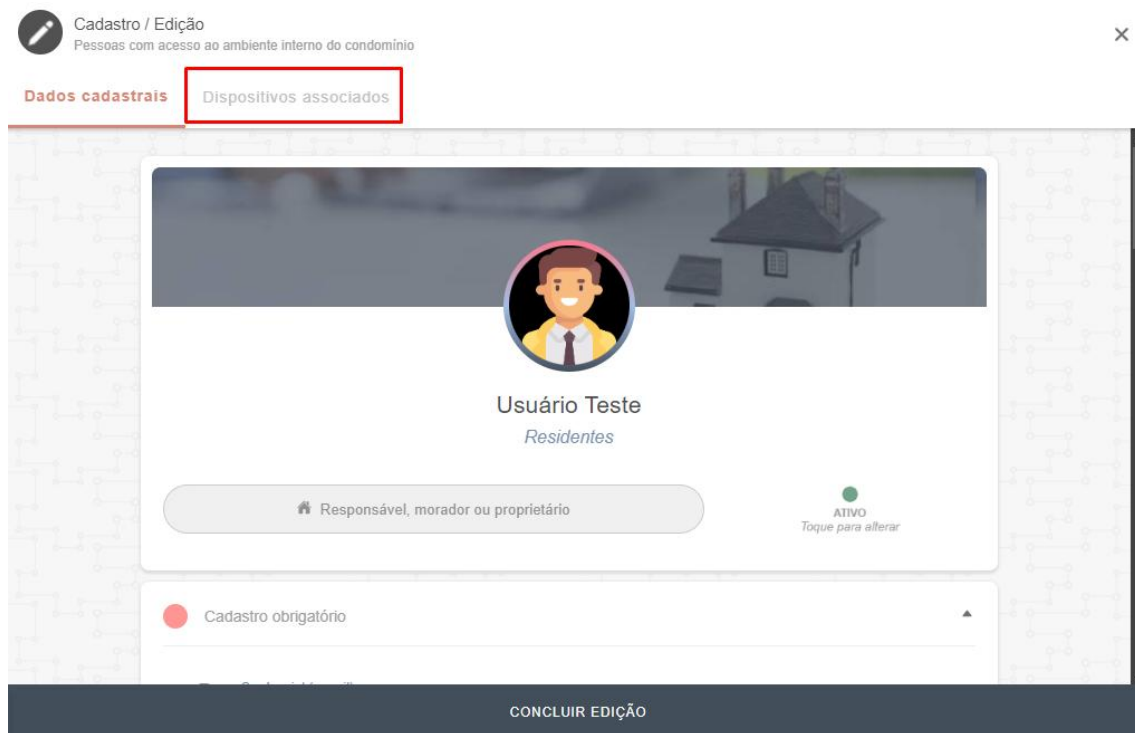 Cadastro / Edição
Pessoas com acesso ao ambiente interno do condomínio
Dados cadastrais
Dispositivos associados
Usuário Teste
Residentes
Responsável, morador ou proprietário
ATIVO
Toque para alterar
Cadastro obrigatório
CONCLUIR EDIÇÃO